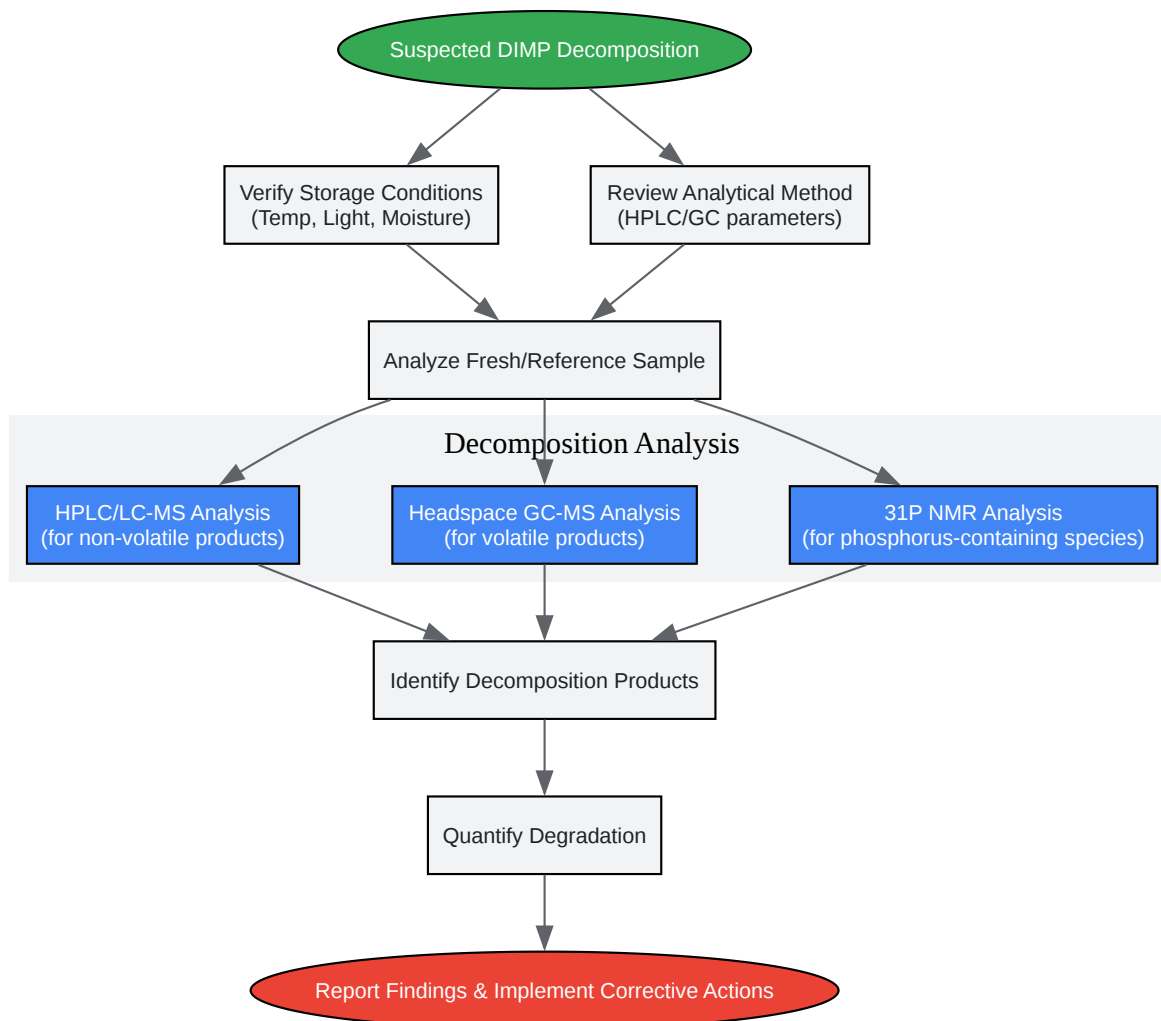 Suspected DIMP Decomposition
Verify Storage Conditions
(Temp, Light, Moisture)
Review Analytical Method
(HPLC/GC parameters)
Analyze Fresh/Reference Sample
Decomposition Analysis
HPLC/LC-MS Analysis
(for non-volatile products)
Headspace GC-MS Analysis
(for volatile products)
31P NMR Analysis
(for phosphorus-containing species)
Identify Decomposition Products
Quantify Degradation
Report Findings & Implement Corrective Actions